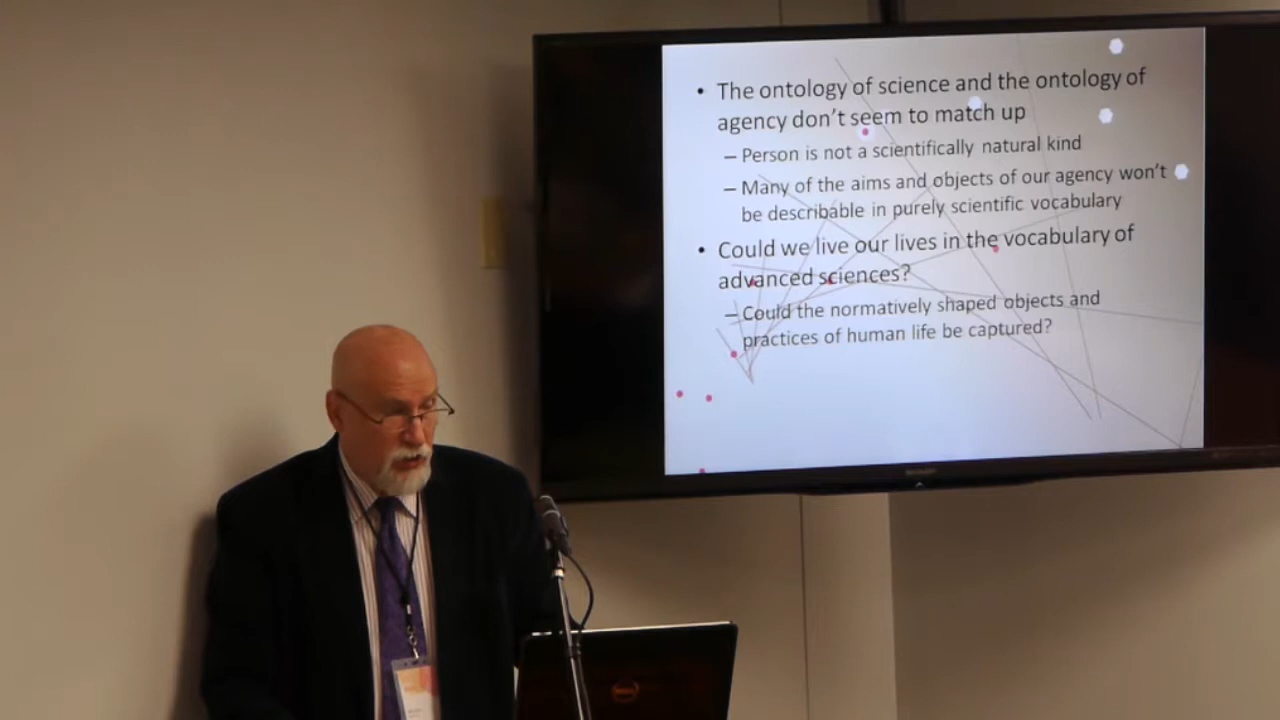 • The ontology of science and the ontology of
agency don't seem to match up
– Person is not a scientifically natural kind
– Many of the aims and objects of our agency won't
be describable in purely scientific vocabulary
• Could we live our lives in the vocabulary of
advanced sciences?
– Could the normatively shaped objects and
practices of human life be captured?
SHARP
DELL